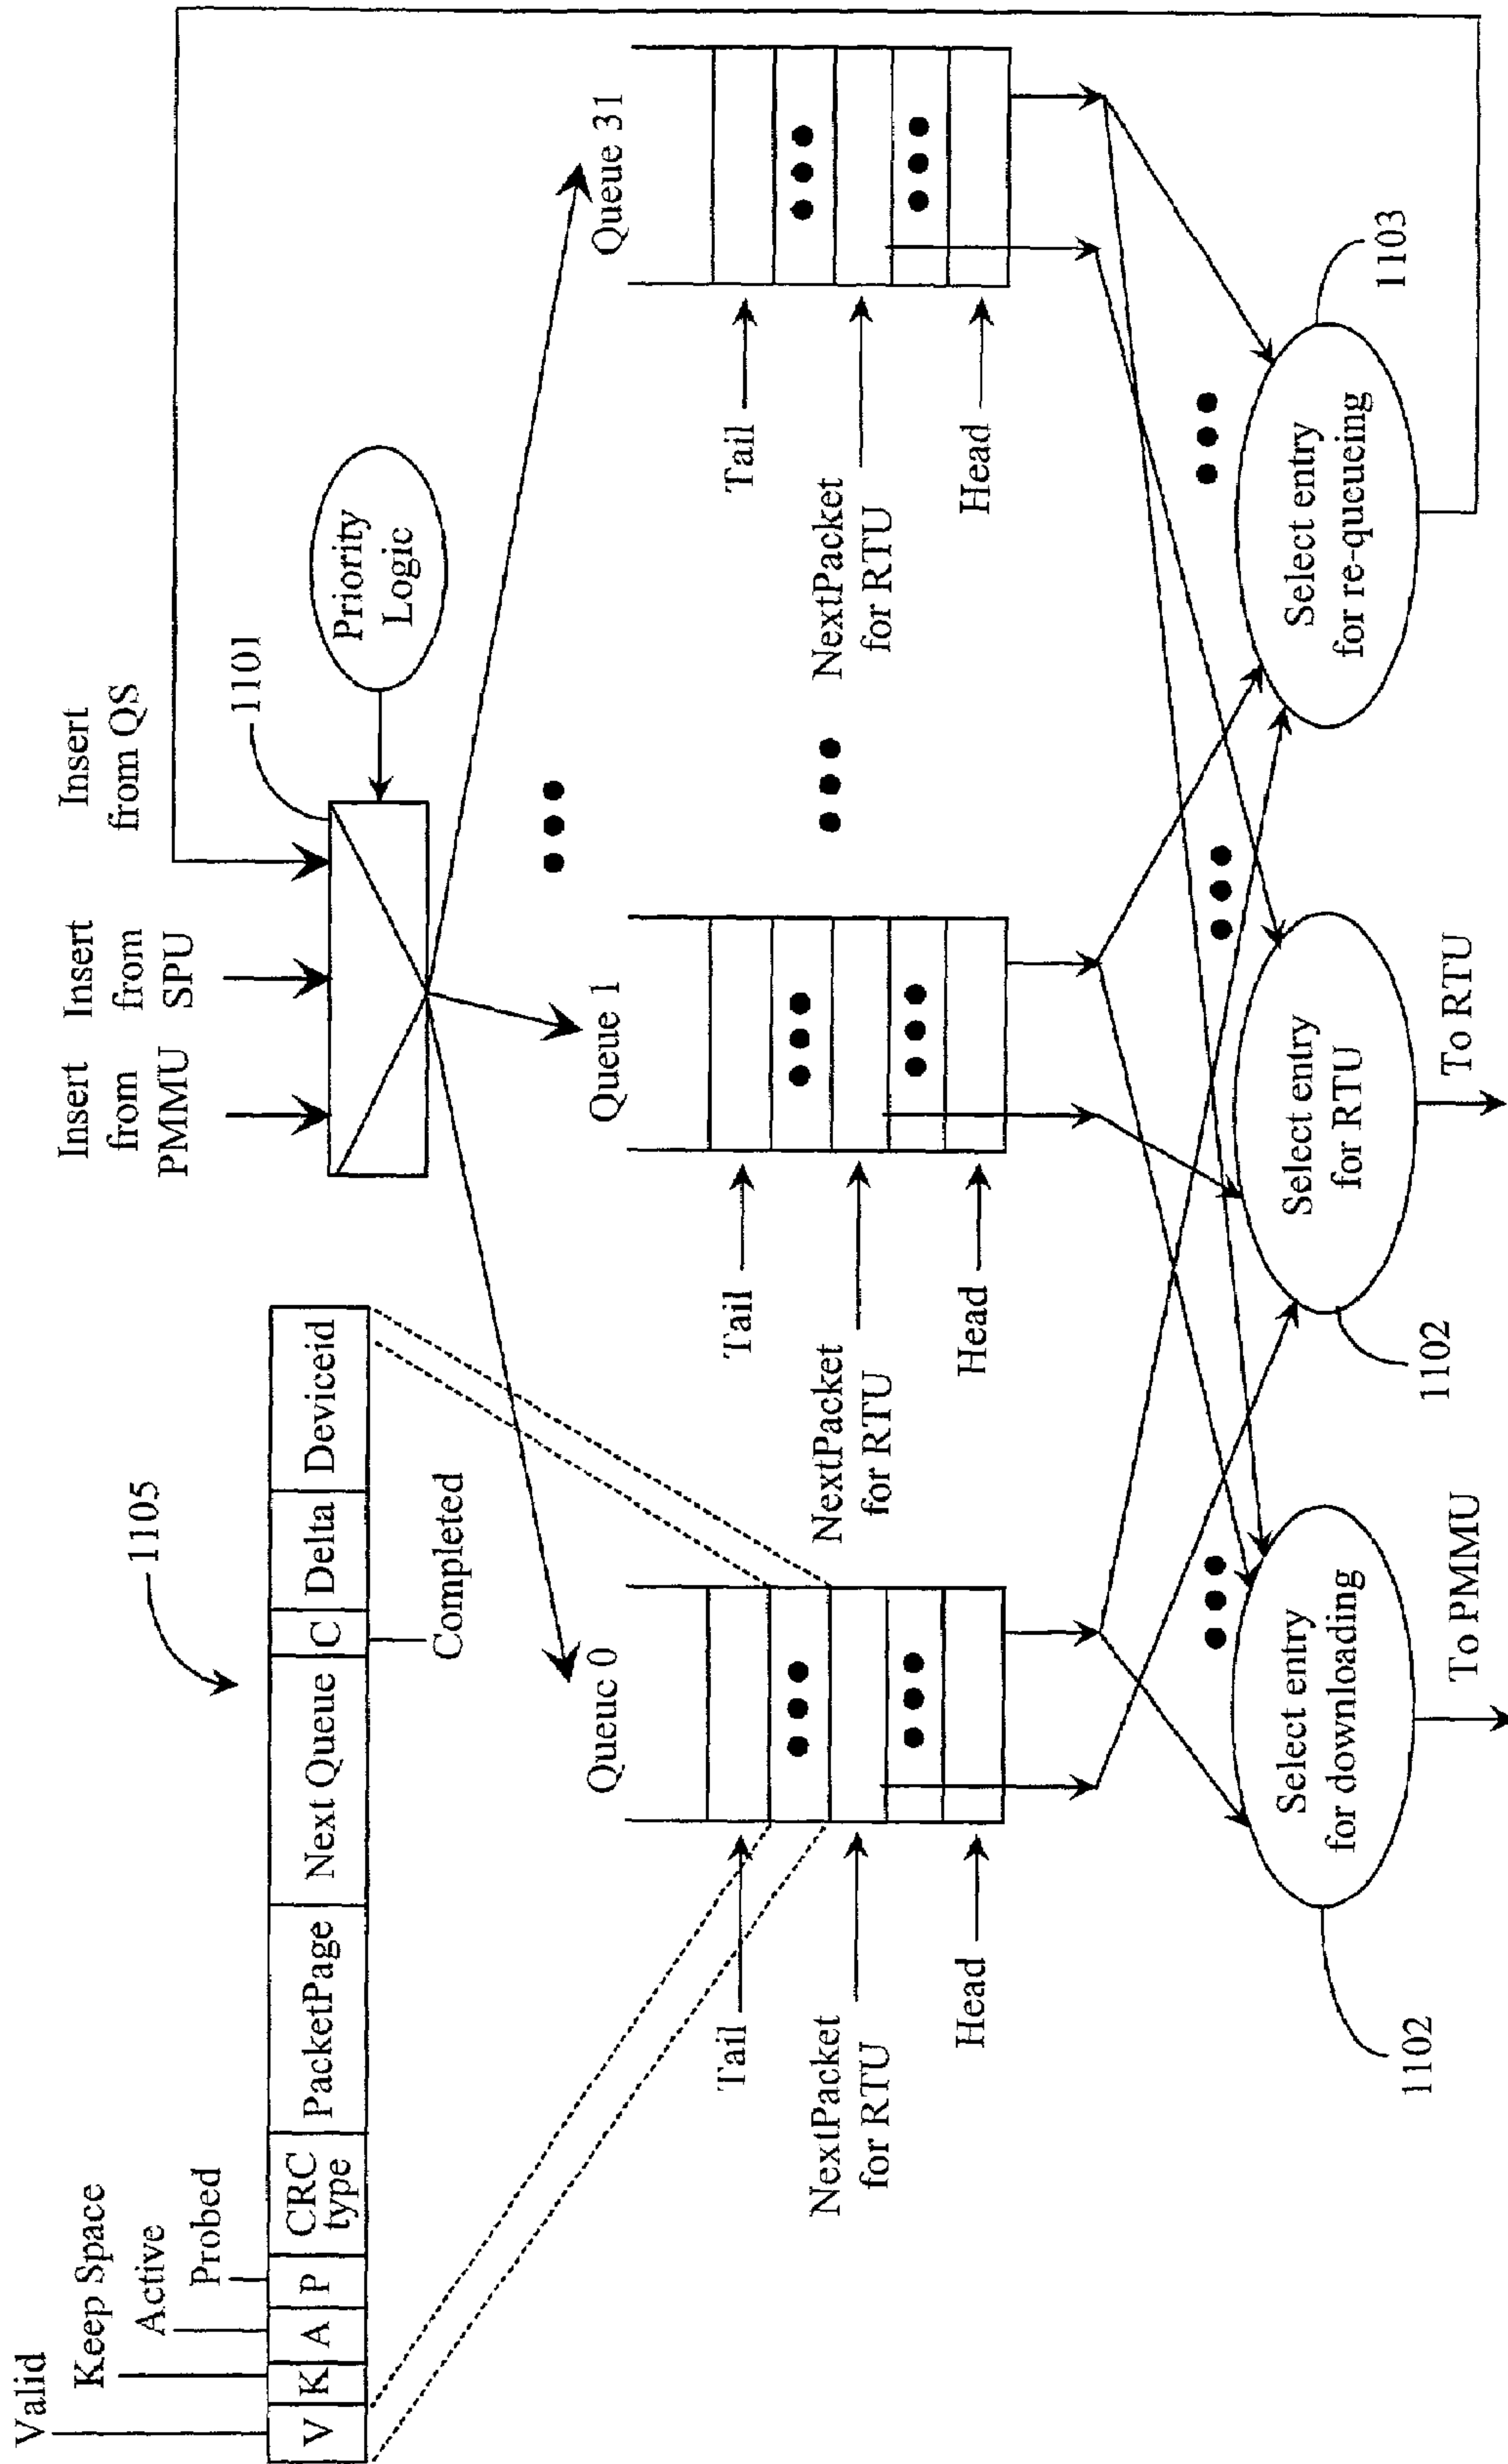 Valid
Keep Space
Active
Probed
V
K
A
P
CRC
type
PacketPage
Next Queue
C
Delta
Deviceid
Completed
1105
Insert
from
PMMU
Insert
from
SPU
Insert
from QS
1101
Priority
Logic
Queue 0
Tail
NextPacket
for RTU
Head
Queue 1
Tail
NextPacket
for RTU
Head
Queue 31
Tail
NextPacket
for RTU
Head
Select entry
for downloading
1102
To PMMU
Select entry
for RTU
1102
To RTU
Select entry
for re-queueing
1103